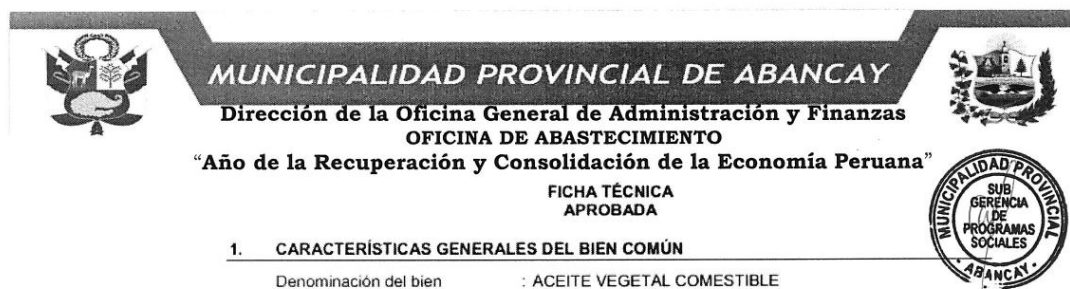 MUNICIPALIDAD PROVINCIAL DE ABANCAY
Dirección de la Oficina General de Administración y Finanzas
OFICINA DE ABASTECIMIENTO
“Año de la Recuperación y Consolidación de la Economía Peruana”
FICHA TÉCNICA
APROBADA
MUNICIPALIDAD PROVINCIAL
SUB
GERENCIA
DE
PROGRAMAS
SOCIALES
- ABANCAY -
1. CARACTERÍSTICAS GENERALES DEL BIEN COMÚN
Denominación del bien : ACEITE VEGETAL COMESTIBLE